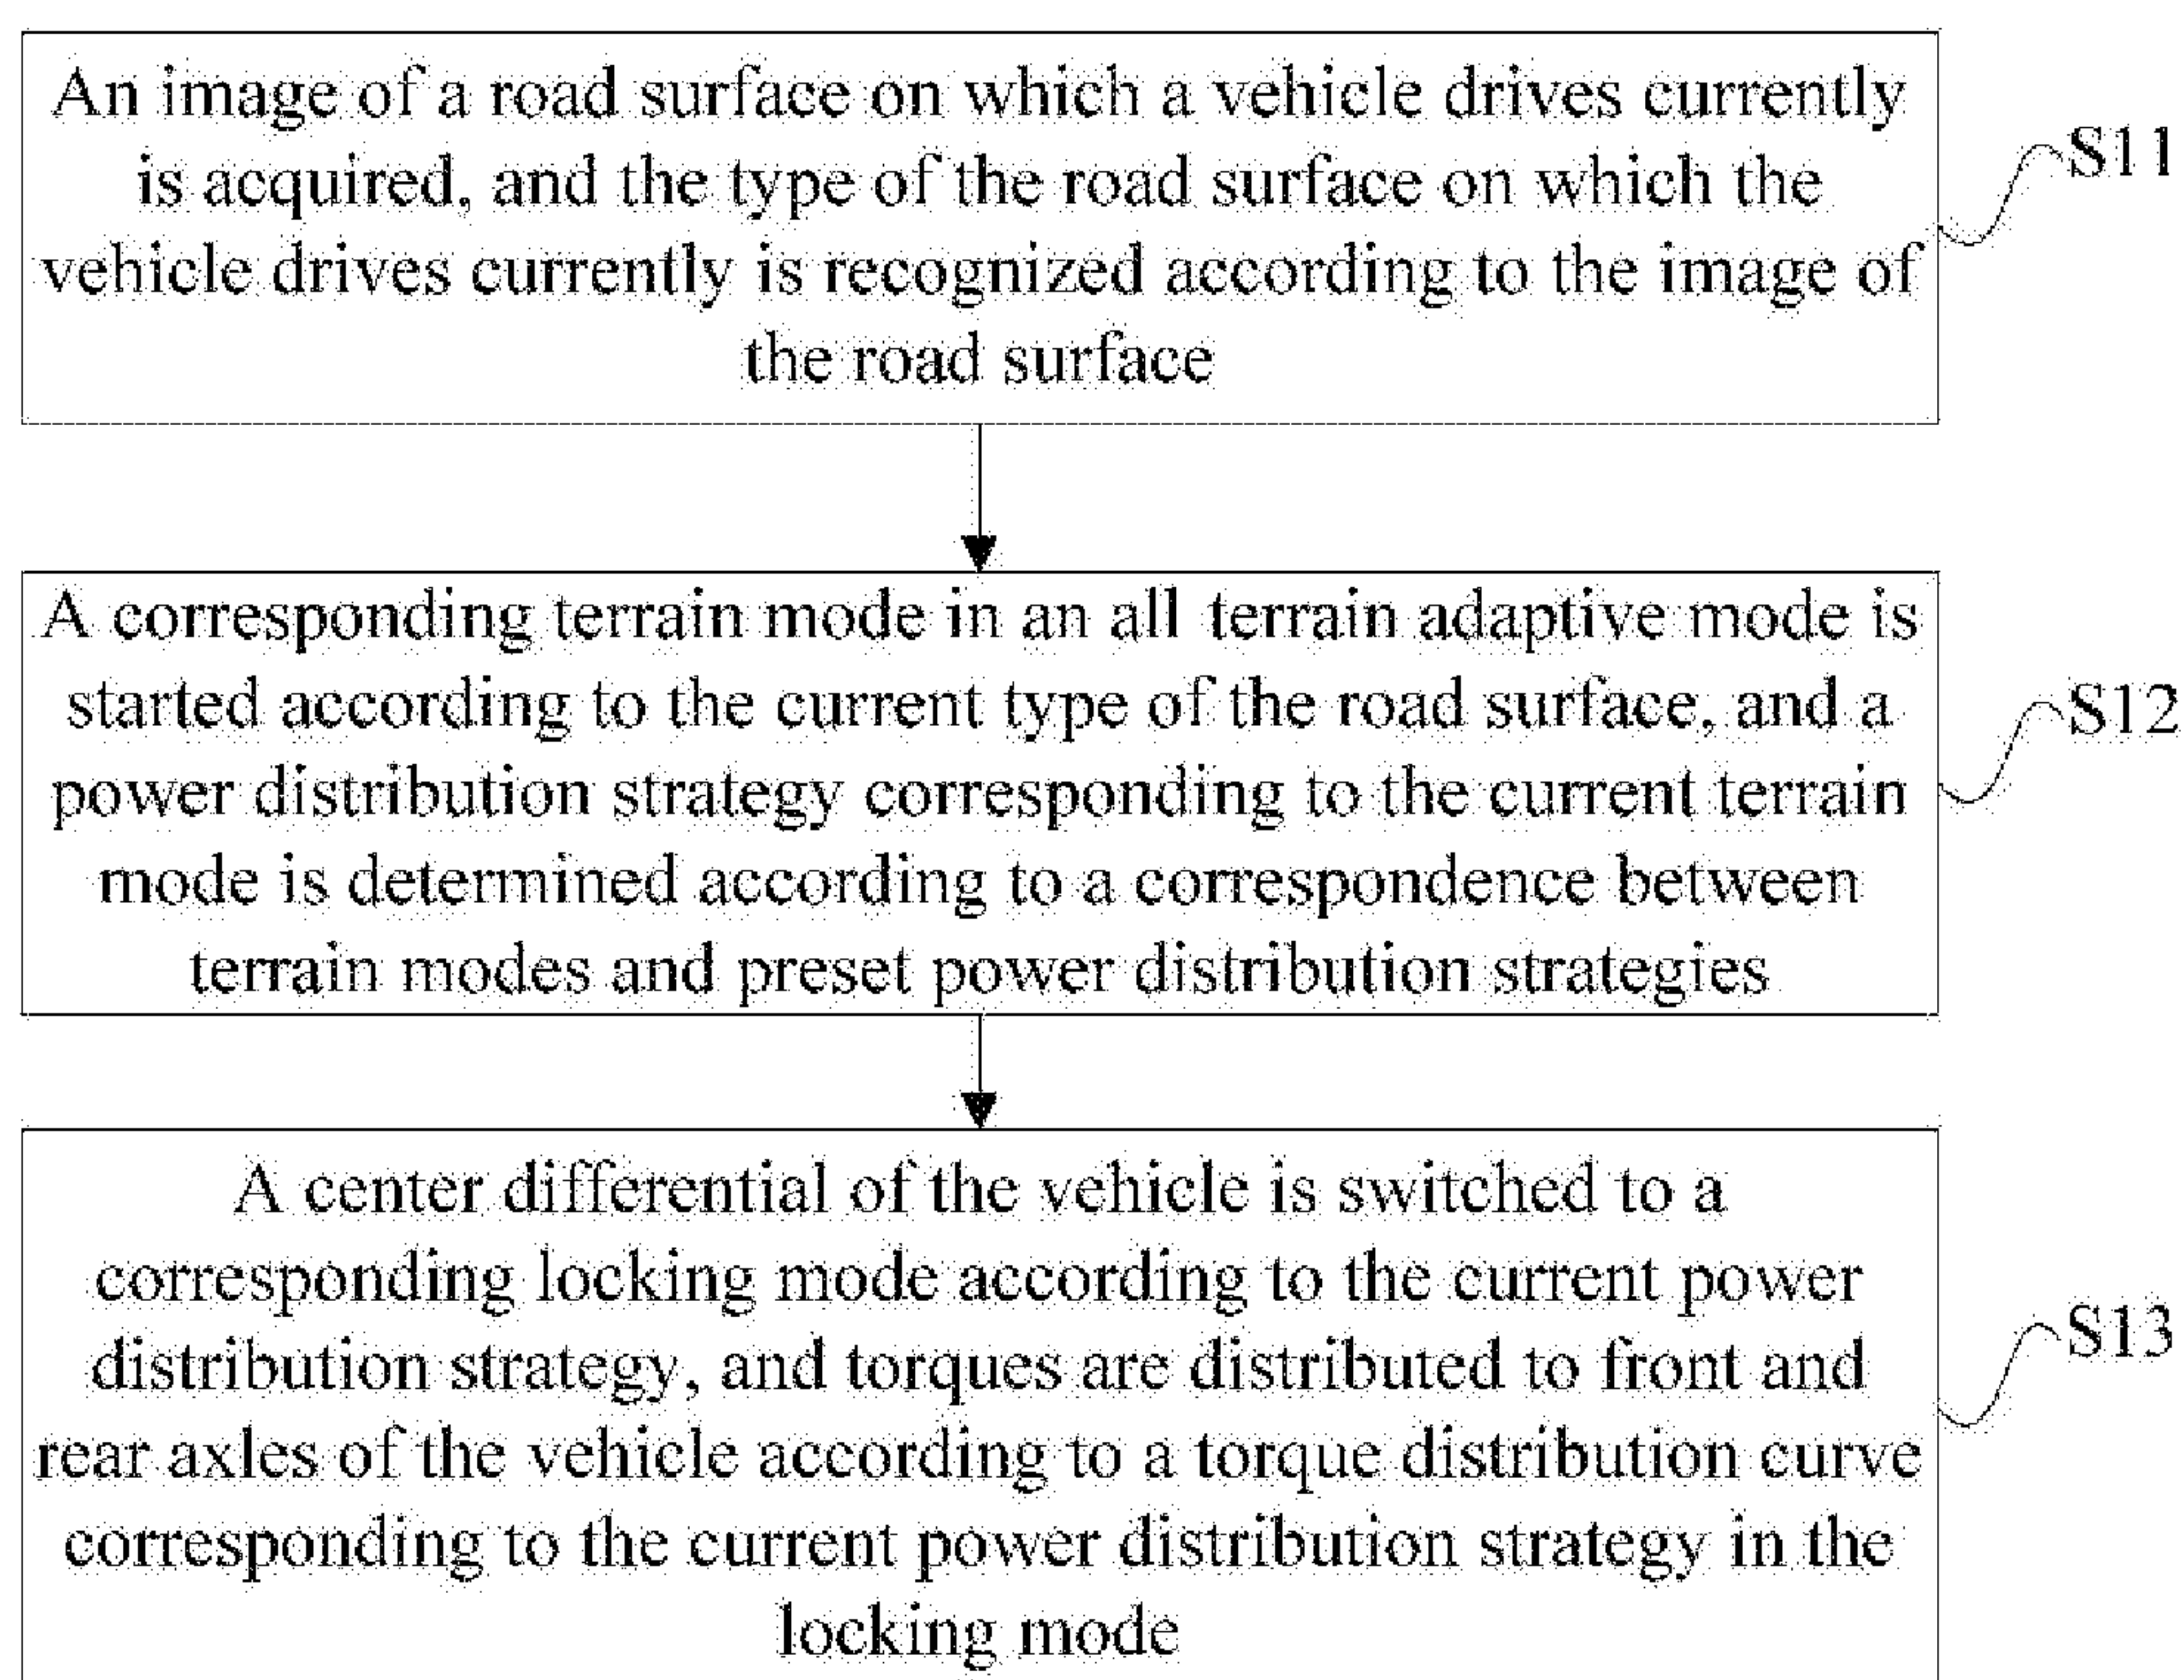 An image of a road surface on which a vehicle drives currently
is acquired, and the type of the road surface on which the
vehicle drives currently is recognized according to the image of
the road surface
S11
A corresponding terrain mode in an all terrain adaptive mode is
started according to the current type of the road surface, and a
power distribution strategy corresponding to the current terrain
mode is determined according to a correspondence between
terrain modes and preset power distribution strategies
S12
A center differential of the vehicle is switched to a
corresponding locking mode according to the current power
distribution strategy, and torques are distributed to front and
rear axles of the vehicle according to a torque distribution curve
corresponding to the current power distribution strategy in the
locking mode
S13